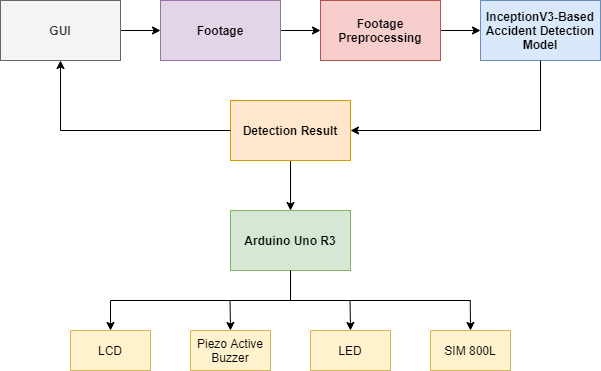 GUI
Footage
Footage
Preprocessing
InceptionV3-Based
Accident Detection
Model
Detection Result
Arduino Uno R3
LCD
Piezo Active
Buzzer
LED
SIM 800L